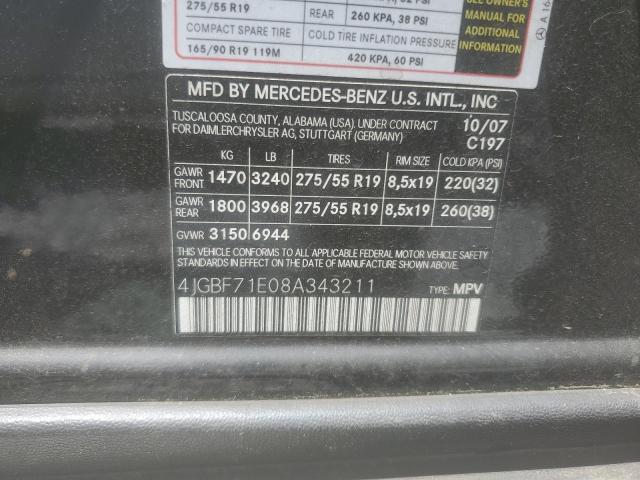 275/55 R19
REAR 260 KPA, 38 PSI
SEE OWNER'S
MANUAL FOR
ADDITIONAL
INFORMATION
COMPACT SPARE TIRE
165/90 R19 119M
COLD TIRE INFLATION PRESSURE
420 KPA, 60 PSI
MFD BY MERCEDES-BENZ U.S. INTL., INC
TUSCALOOSA COUNTY, ALABAMA (USA). UNDER CONTRACT 10/07
FOR DAIMLERCHRYSLER AG, STUTTGART (GERMANY) C197
KG LB TIRES RIM SIZE COLD KPA (PSI)
GAWR FRONT 1470 3240 275/55 R19 8,5x19 220(32)
GAWR REAR 1800 3968 275/55 R19 8,5x19 260(38)
GVWR 3150 6944
THIS VEHICLE CONFORMS TO ALL APPLICABLE FEDERAL MOTOR VEHICLE SAFETY
STANDARDS IN EFFECT ON THE DATE OF MANUFACTURE SHOWN ABOVE.
4JGBF71E08A343211 TYPE: MPV